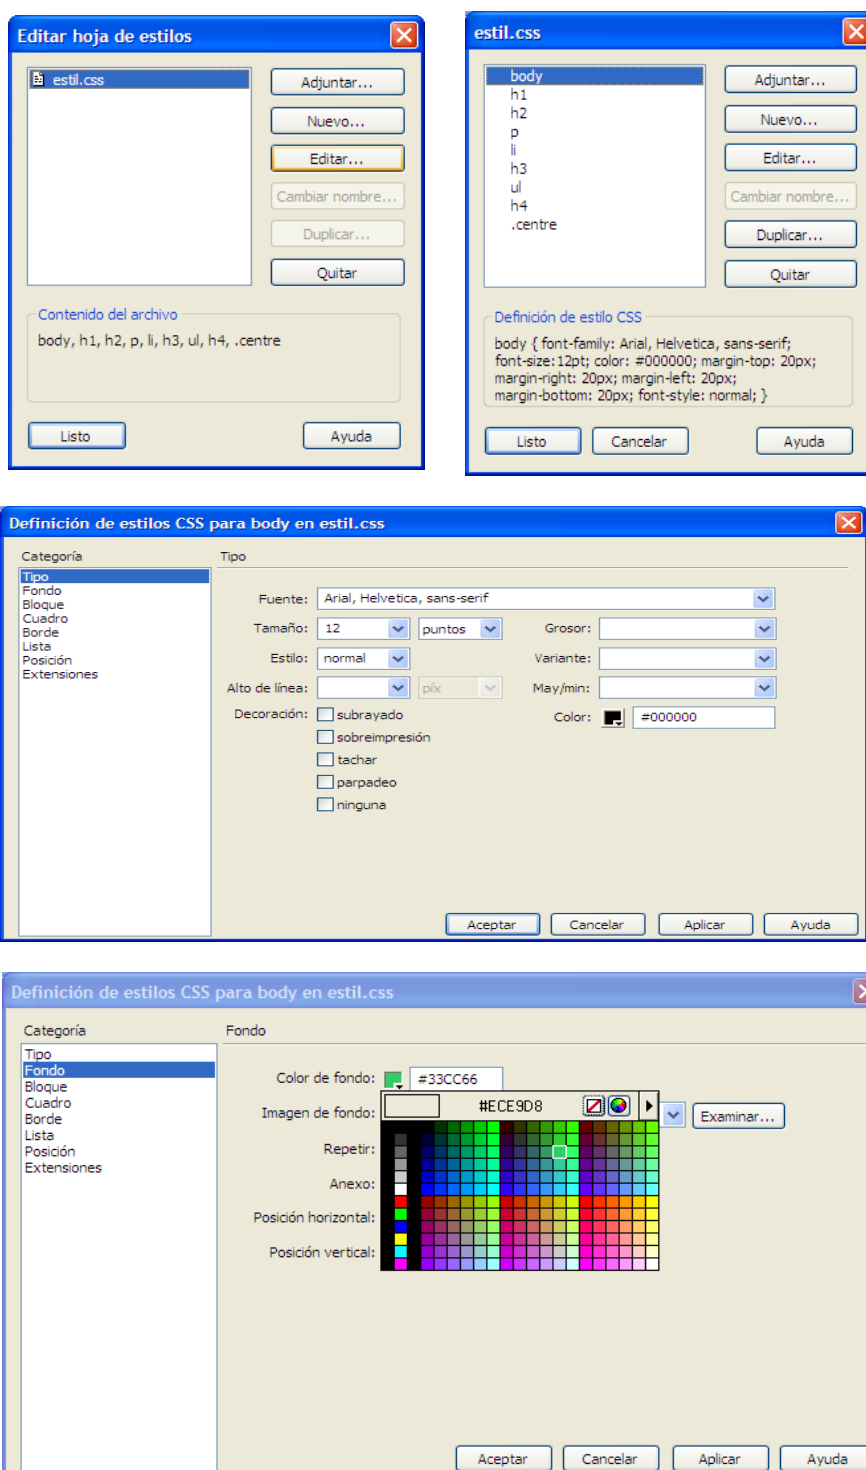 Editar hoja de estilos
estil.css
Adjuntar...
Nuevo...
Editar...
Cambiar nombre...
Duplicar...
Quitar
Contenido del archivo
body, h1, h2, p, li, h3, ul, h4, .centre
Listo
Ayuda
estil.css
body
h1
h2
p
li
h3
ul
h4
.centre
Adjuntar...
Nuevo...
Editar...
Cambiar nombre...
Duplicar...
Quitar
Definición de estilo CSS
body { font-family: Arial, Helvetica, sans-serif;
font-size:12pt; color: #000000; margin-top: 20px;
margin-right: 20px; margin-left: 20px;
margin-bottom: 20px; font-style: normal; }
Listo
Cancelar
Ayuda
Definición de estilos CSS para body en estil.css
Categoría
Tipo
Fondo
Bloque
Cuadro
Borde
Lista
Posición
Extensiones
Tipo
Fuente: Arial, Helvetica, sans-serif
Tamaño: 12 puntos Grosor:
Estilo: normal Variante:
Alto de línea: píx May/min:
Decoración: subrayado Color: #000000
sobreimpresión
tachar
parpadeo
ninguna
Aceptar Cancelar Aplicar Ayuda
Definición de estilos CSS para body en estil.css
Categoría
Tipo
Fondo
Bloque
Cuadro
Borde
Lista
Posición
Extensiones
Fondo
Color de fondo: #33CC66
#ECE9D8
Imagen de fondo: Examinar...
Repetir:
Anexo:
Posición horizontal:
Posición vertical:
Aceptar Cancelar Aplicar Ayuda